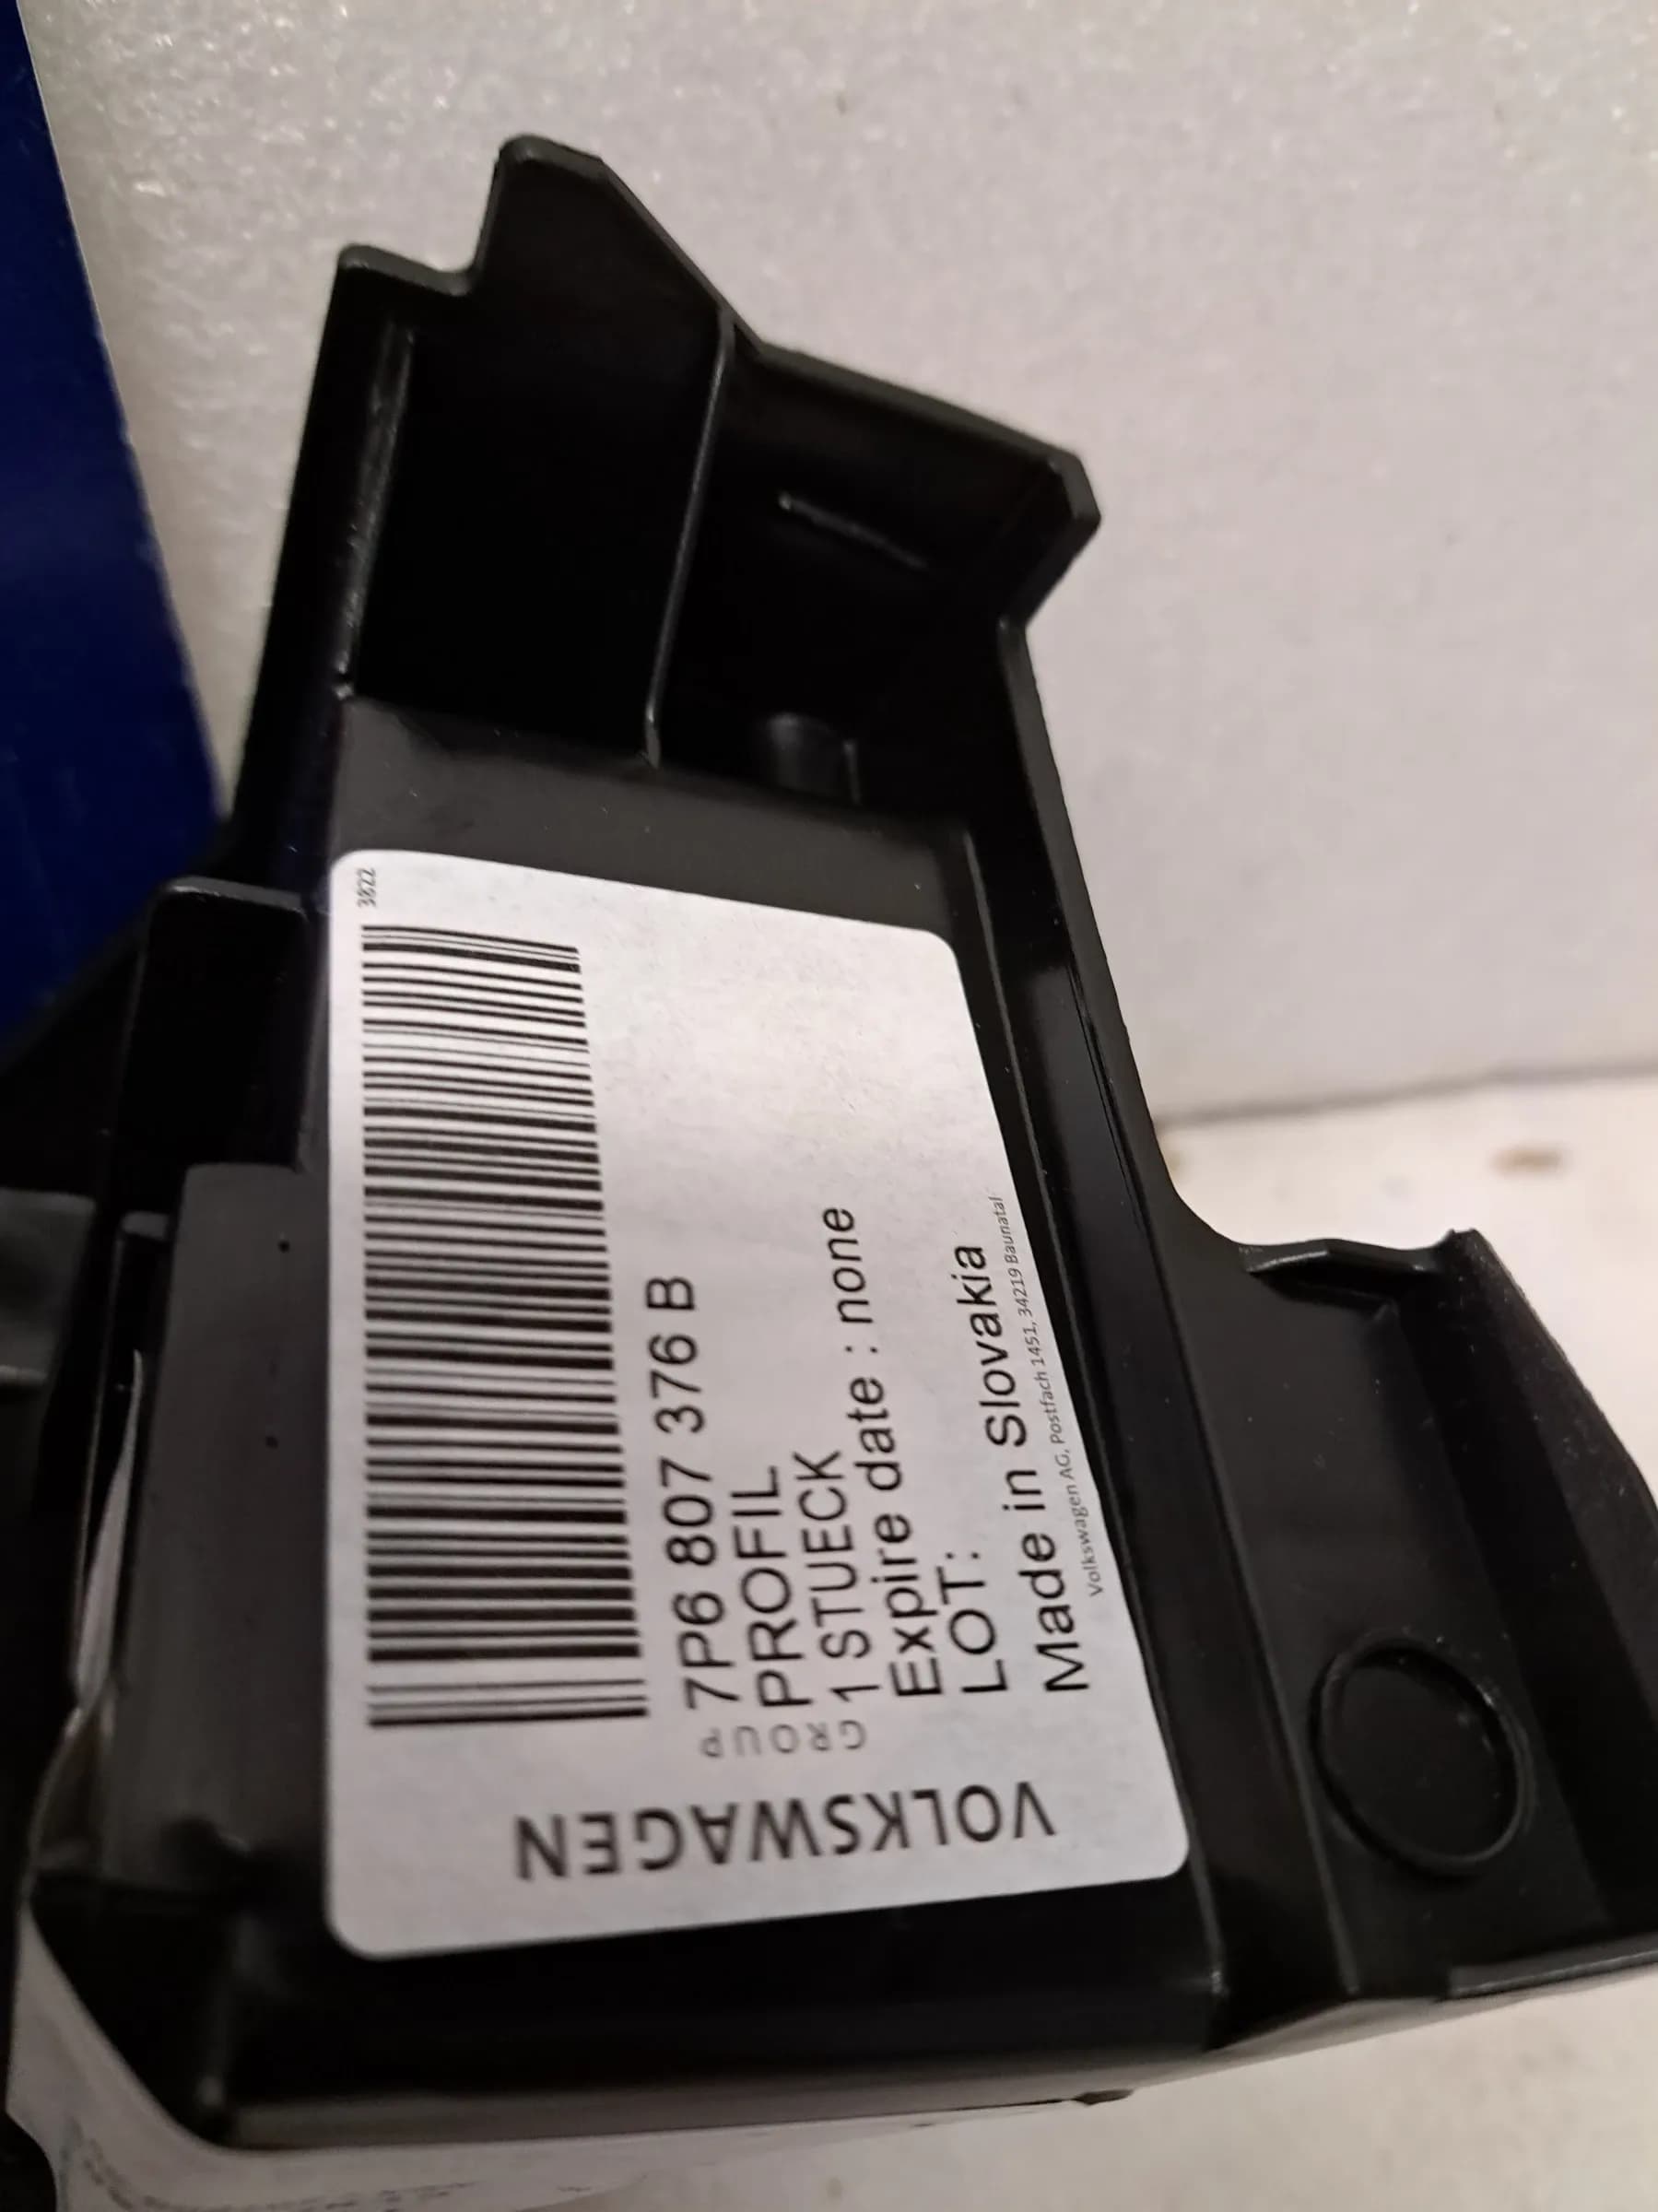 3822
7P6 807 376 B
PROFIL
1 STUECK
Expire date : none
LOT:
Made in Slovakia
Volkswagen AG, Postfach 1451, 34219 Baunatal
VOLKSWAGEN
GROUP